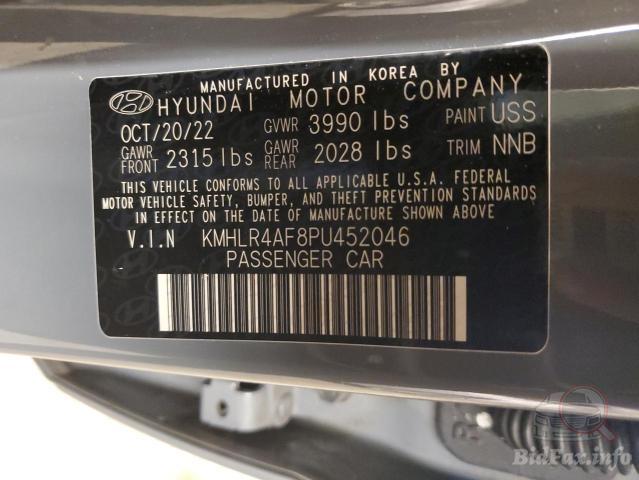 MANUFACTURED IN KOREA BY
HYUNDAI MOTOR COMPANY
OCT/20/22 GVWR 3990 lbs PAINT USS
GAWR FRONT 2315 lbs GAWR REAR 2028 lbs TRIM NNB
THIS VEHICLE CONFORMS TO ALL APPLICABLE U.S.A. FEDERAL
MOTOR VEHICLE SAFETY, BUMPER, AND THEFT PREVENTION STANDARDS
IN EFFECT ON THE DATE OF MANUFACTURE SHOWN ABOVE
V.I.N KMHLR4AF8PU452046
PASSENGER CAR
BidFax.info